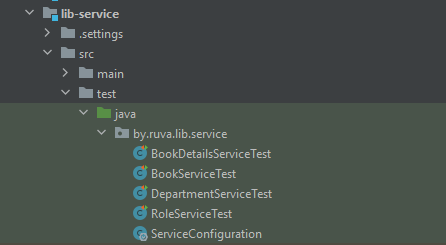 lib-service
.settings
src
main
test
java
by.ruva.lib.service
BookDetailsServiceTest
BookServiceTest
DepartmentServiceTest
RoleServiceTest
ServiceConfiguration